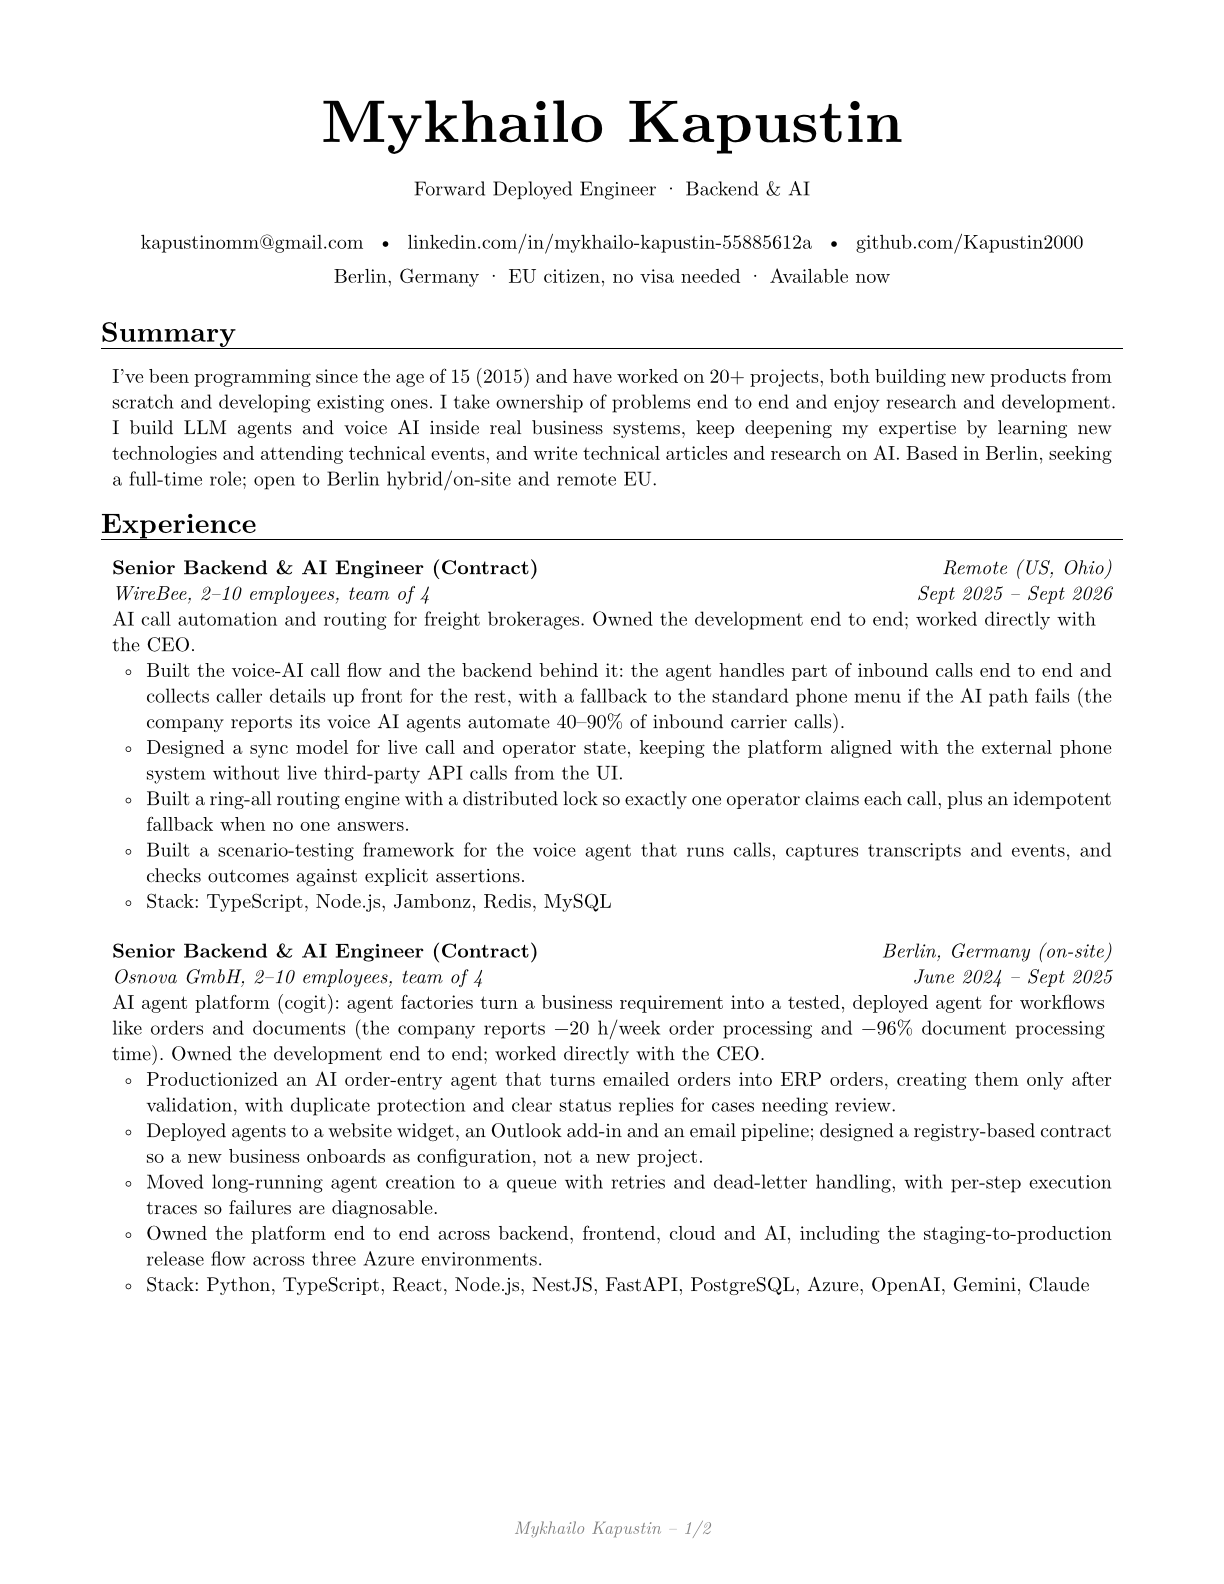 Mykhailo Kapustin
Forward Deployed Engineer · Backend & AI
kapustinomm@gmail.com • linkedin.com/in/mykhailo-kapustin-55885612a • github.com/Kapustin2000
Berlin, Germany · EU citizen, no visa needed · Available now
Summary
I've been programming since the age of 15 (2015) and have worked on 20+ projects, both building new products from
scratch and developing existing ones. I take ownership of problems end to end and enjoy research and development.
I build LLM agents and voice AI inside real business systems, keep deepening my expertise by learning new
technologies and attending technical events, and write technical articles and research on AI. Based in Berlin, seeking
a full-time role; open to Berlin hybrid/on-site and remote EU.
Experience
Senior Backend & AI Engineer (Contract) Remote (US, Ohio)
WireBee, 2–10 employees, team of 4 Sept 2025 – Sept 2026
AI call automation and routing for freight brokerages. Owned the development end to end; worked directly with
the CEO.
◦ Built the voice-AI call flow and the backend behind it: the agent handles part of inbound calls end to end and
collects caller details up front for the rest, with a fallback to the standard phone menu if the AI path fails (the
company reports its voice AI agents automate 40–90% of inbound carrier calls).
◦ Designed a sync model for live call and operator state, keeping the platform aligned with the external phone
system without live third-party API calls from the UI.
◦ Built a ring-all routing engine with a distributed lock so exactly one operator claims each call, plus an idempotent
fallback when no one answers.
◦ Built a scenario-testing framework for the voice agent that runs calls, captures transcripts and events, and
checks outcomes against explicit assertions.
◦ Stack: TypeScript, Node.js, Jambonz, Redis, MySQL
Senior Backend & AI Engineer (Contract) Berlin, Germany (on-site)
Osnova GmbH, 2–10 employees, team of 4 June 2024 – Sept 2025
AI agent platform (cogit): agent factories turn a business requirement into a tested, deployed agent for workflows
like orders and documents (the company reports −20 h/week order processing and −96% document processing
time). Owned the development end to end; worked directly with the CEO.
◦ Productionized an AI order-entry agent that turns emailed orders into ERP orders, creating them only after
validation, with duplicate protection and clear status replies for cases needing review.
◦ Deployed agents to a website widget, an Outlook add-in and an email pipeline; designed a registry-based contract
so a new business onboards as configuration, not a new project.
◦ Moved long-running agent creation to a queue with retries and dead-letter handling, with per-step execution
traces so failures are diagnosable.
◦ Owned the platform end to end across backend, frontend, cloud and AI, including the staging-to-production
release flow across three Azure environments.
◦ Stack: Python, TypeScript, React, Node.js, NestJS, FastAPI, PostgreSQL, Azure, OpenAI, Gemini, Claude
Mykhailo Kapustin – 1/2